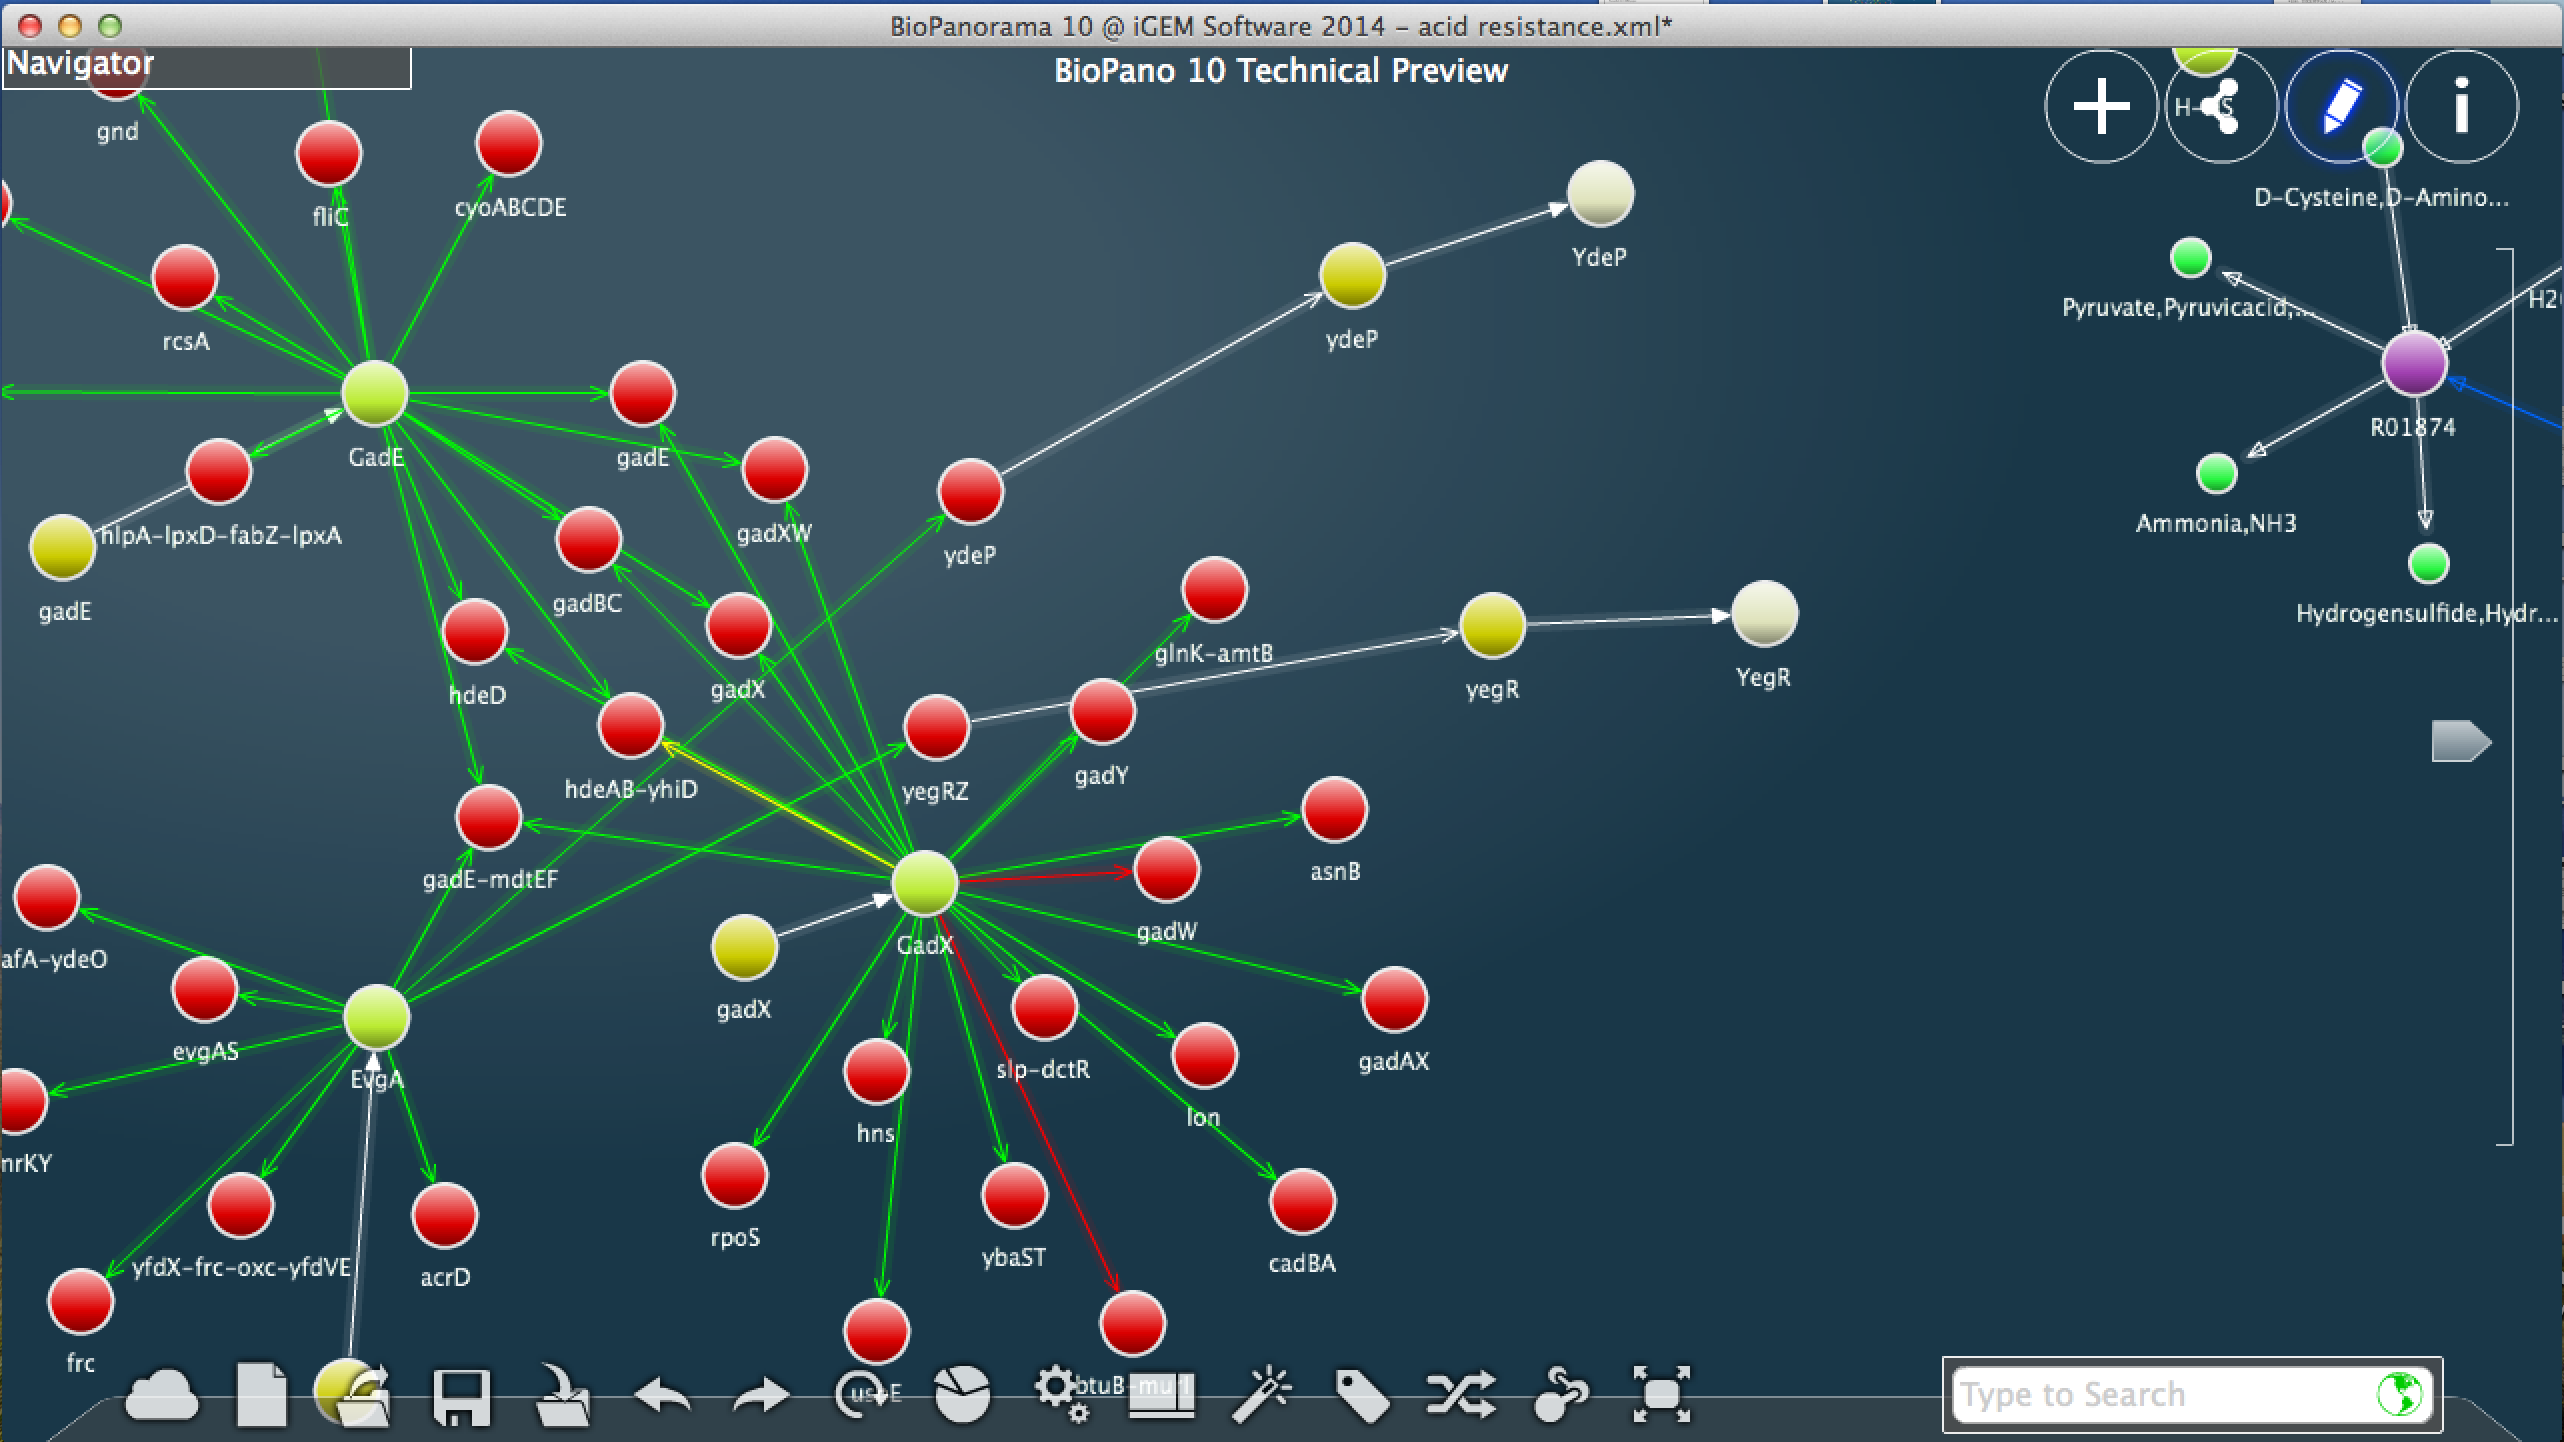 BioPanorama 10 @ iGEM Software 2014 – acid resistance.xml*
Navigator
BioPano 10 Technical Preview
gnd
fliC
cyoABCDE
D-Cysteine,D-Amino...
YdeP
Pyruvate,Pyruvicacid,...
rcsA
ydeP
R01874
GadE
gadE
gadXW
hlpA-lpxD-fabZ-lpxA
Ammonia,NH3
ydeP
gadE
gadBC
Hydrogensulfide,Hydr...
glnK-amtB
YegR
hdeD
gadX
yegR
gadY
hdeAB-yhiD
yegRZ
gadE-mdtEF
asnB
gadW
GadX
afA-ydeO
gadX
evgAS
gadAX
slp-dctR
EvgA
lon
hns
nrKY
rpoS
ybaST
cadBA
yfdX-frc-oxc-yfdVE
acrD
frc
Type to Search